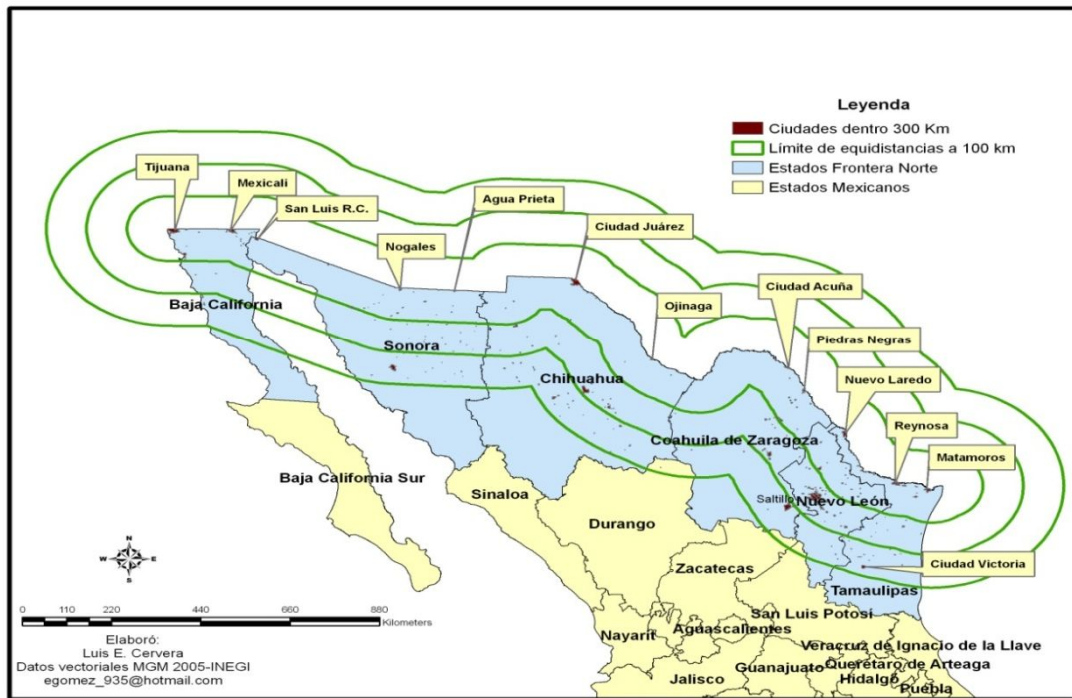 Leyenda
Ciudades dentro 300 Km
Límite de equidistancias a 100 km
Estados Frontera Norte
Estados Mexicanos
Tijuana
Mexicali
San Luis R.C.
Agua Prieta
Nogales
Ciudad Juárez
Ojinaga
Ciudad Acuña
Piedras Negras
Nuevo Laredo
Reynosa
Matamoros
Baja California
Sonora
Chihuahua
Coahuila de Zaragoza
Baja California Sur
Sinaloa
Saltillo
Nuevo León
Durango
Ciudad Victoria
Zacatecas
Tamaulipas
San Luis Potosí
Nayarit
Aguascalientes
Veracruz de Ignacio de la Llave
Guanajuato
Querétaro de Arteaga
Jalisco
Hidalgo
Puebla
N
W E
S
0 110 220 440 660 880
Kilometers
Elaboró:
Luis E. Cervera
Datos vectoriales MGM 2005-INEGI
egomez_935@hotmail.com